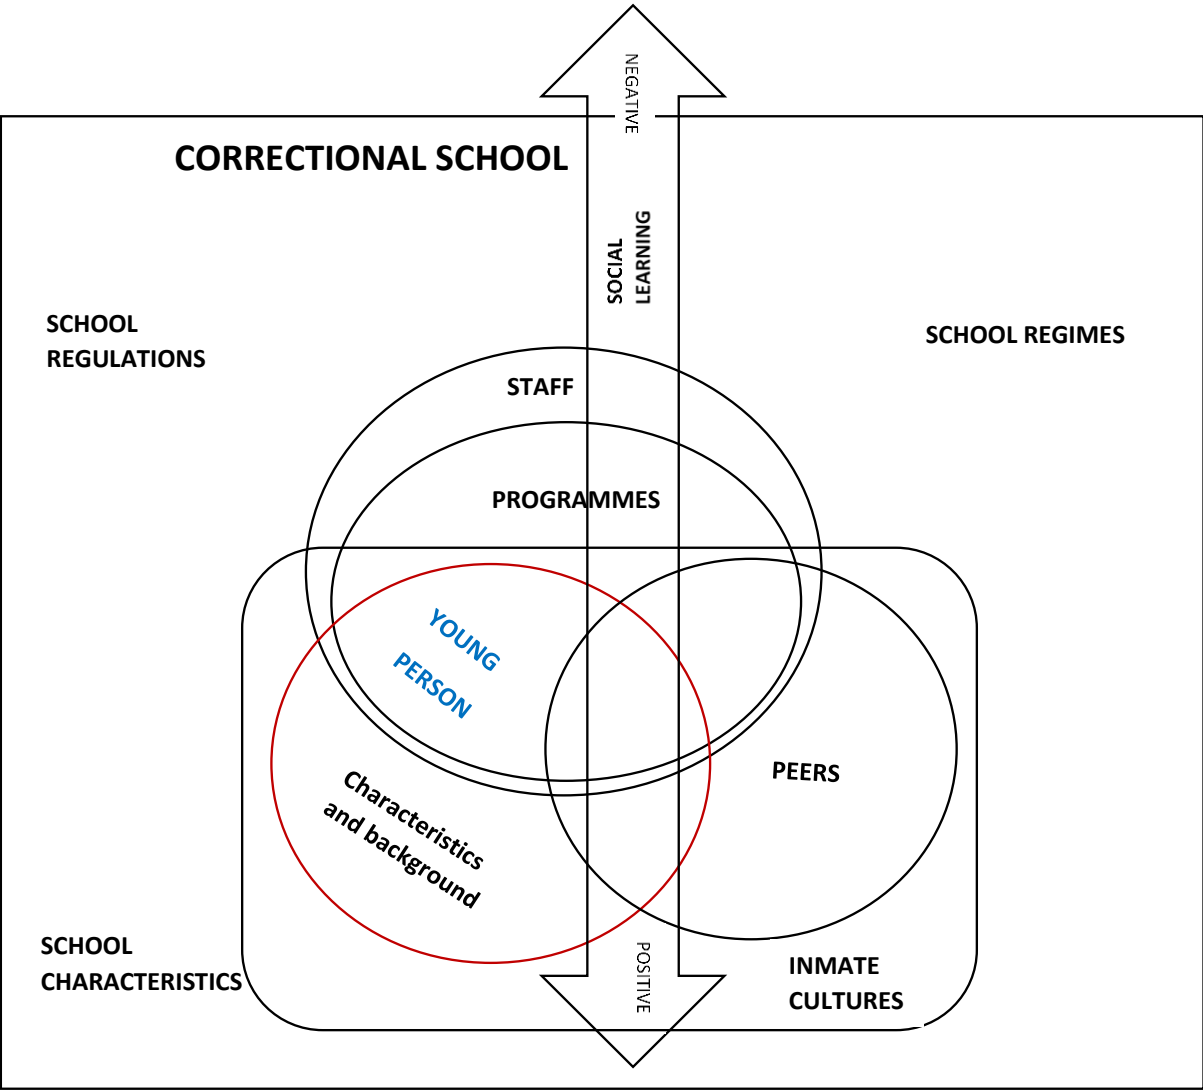 NEGATIVE
CORRECTIONAL SCHOOL
SOCIAL
LEARNING
SCHOOL
REGULATIONS
SCHOOL REGIMES
STAFF
PROGRAMMES
YOUNG
PERSON
PEERS
Characteristics
and background
SCHOOL
CHARACTERISTICS
POSITIVE
INMATE
CULTURES